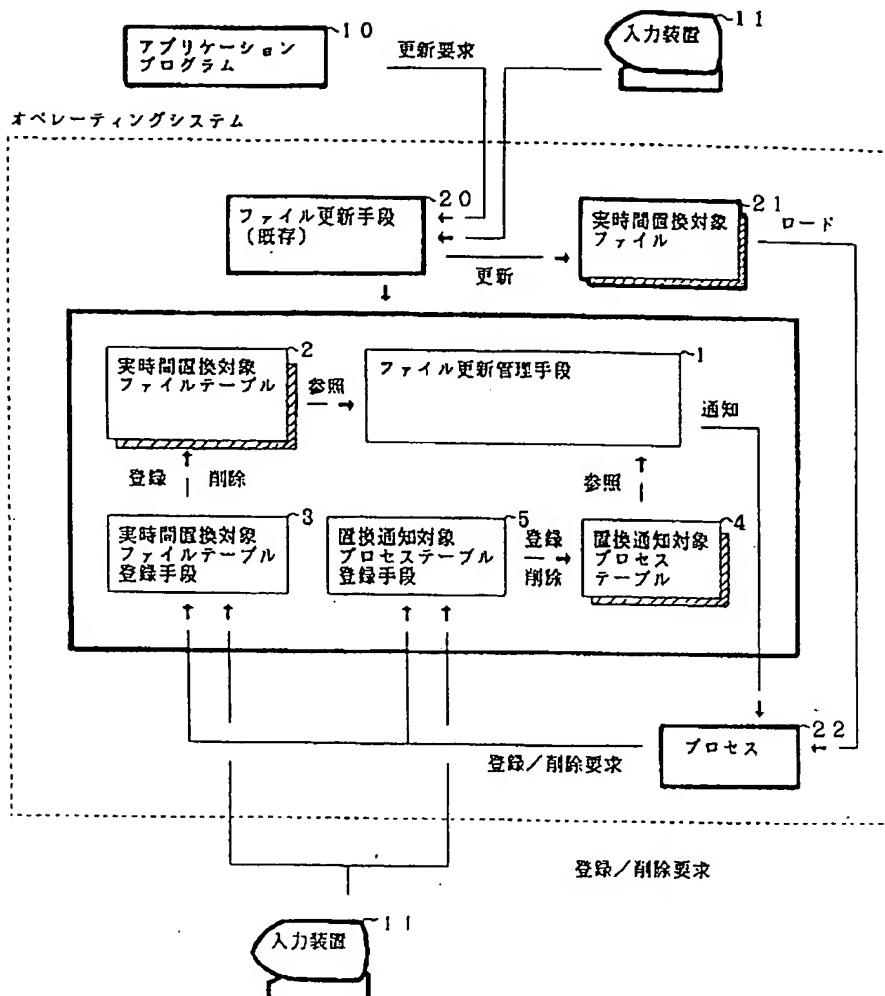 アプリケーション
プログラム
10
更新要求
入力装置
11
オペレーティングシステム
ファイル更新手段
(既存)
20
更新
実時間置換対象
ファイル
21
ロード
実時間置換対象
ファイルテーブル
2
参照
ファイル更新管理手段
1
通知
登録 削除
参照
実時間置換対象
ファイルテーブル
登録手段
3
置換通知対象
プロセステーブル
登録手段
5
登録
削除
置換通知対象
プロセス
テーブル
4
プロセス
22
登録/削除要求
登録/削除要求
入力装置
11